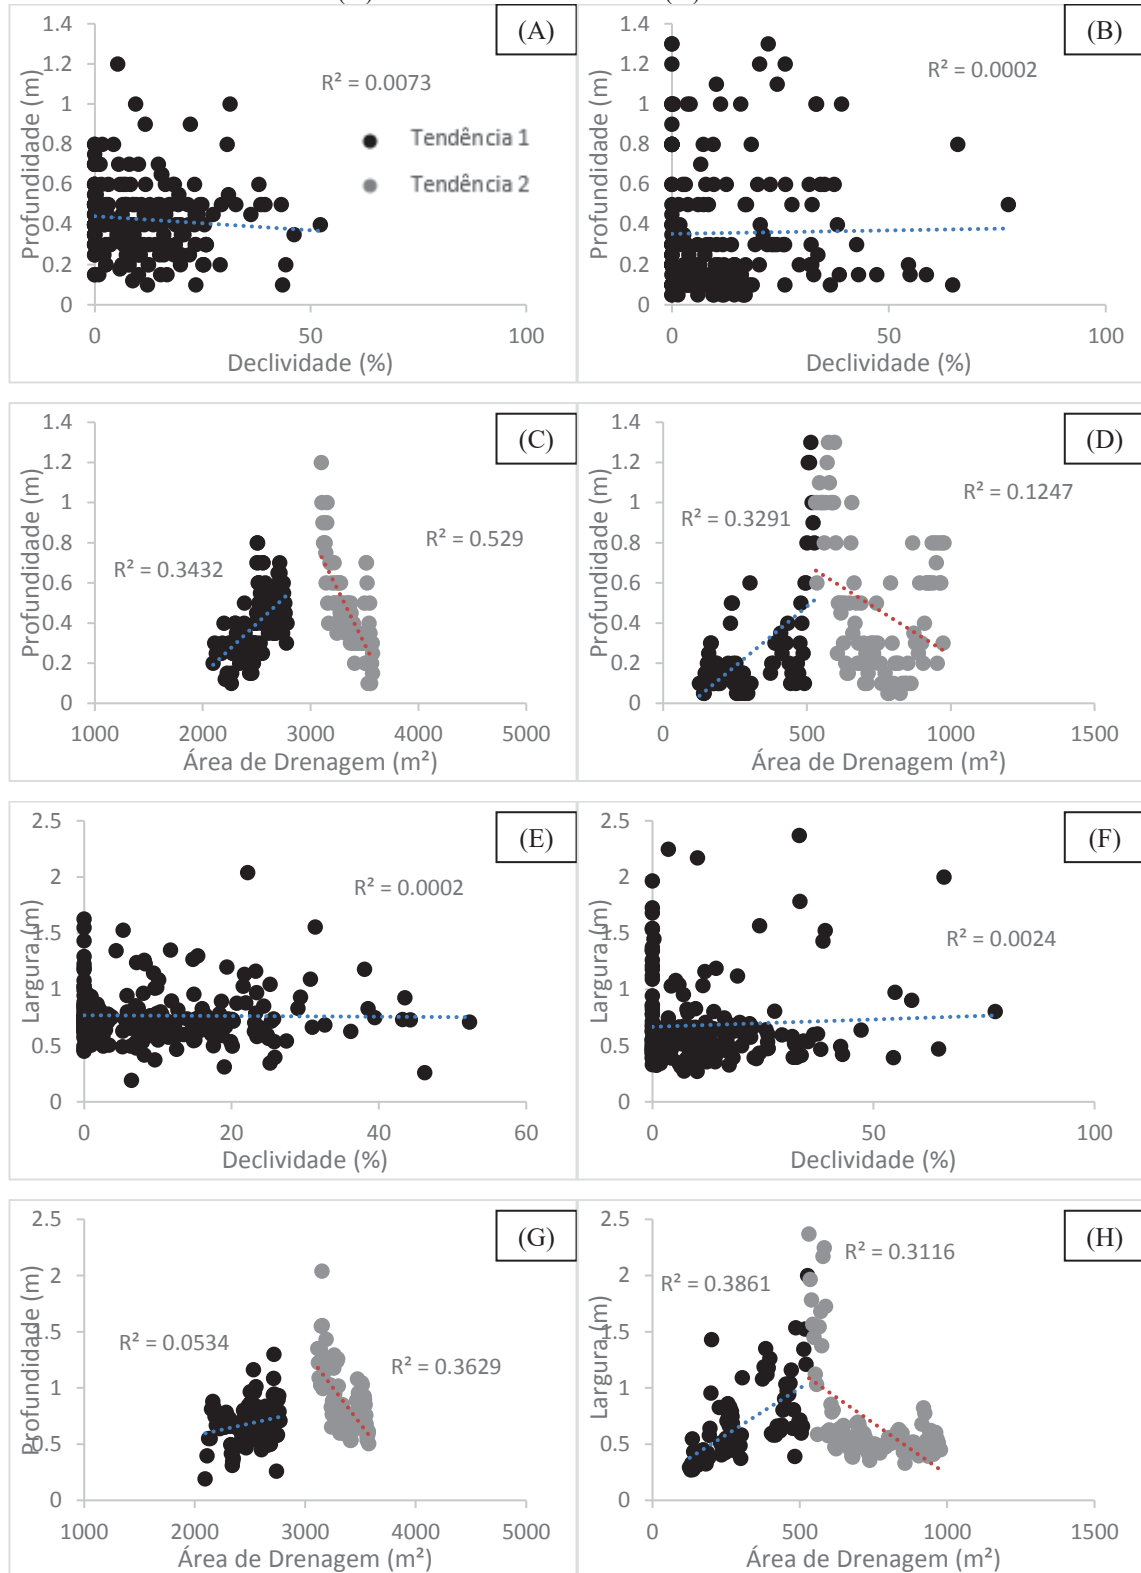 (A)
1.4
1.2
1
0.8
0.6
0.4
0.2
0
Profundidade (m)
R² = 0.0073
Tendência 1
Tendência 2
0 50 100
Declividade (%)
(B)
1.4
1.2
1
0.8
0.6
0.4
0.2
0
Profundidade (m)
R² = 0.0002
0 50 100
Declividade (%)
(C)
1.4
1.2
1
0.8
0.6
0.4
0.2
0
Profundidade (m)
R² = 0.3432
R² = 0.529
1000 2000 3000 4000 5000
Área de Drenagem (m²)
(D)
1.4
1.2
1
0.8
0.6
0.4
0.2
0
Profundidade (m)
R² = 0.3291
R² = 0.1247
0 500 1000 1500
Área de Drenagem (m²)
(E)
2.5
2
1.5
1
0.5
0
Largura (m)
R² = 0.0002
0 20 40 60
Declividade (%)
(F)
2.5
2
1.5
1
0.5
0
Largura (m)
R² = 0.0024
0 50 100
Declividade (%)
(G)
2.5
2
1.5
1
0.5
0
Profundidade (m)
R² = 0.0534
R² = 0.3629
1000 2000 3000 4000 5000
Área de Drenagem (m²)
(H)
2.5
2
1.5
1
0.5
0
Largura (m)
R² = 0.3861
R² = 0.3116
0 500 1000 1500
Área de Drenagem (m²)